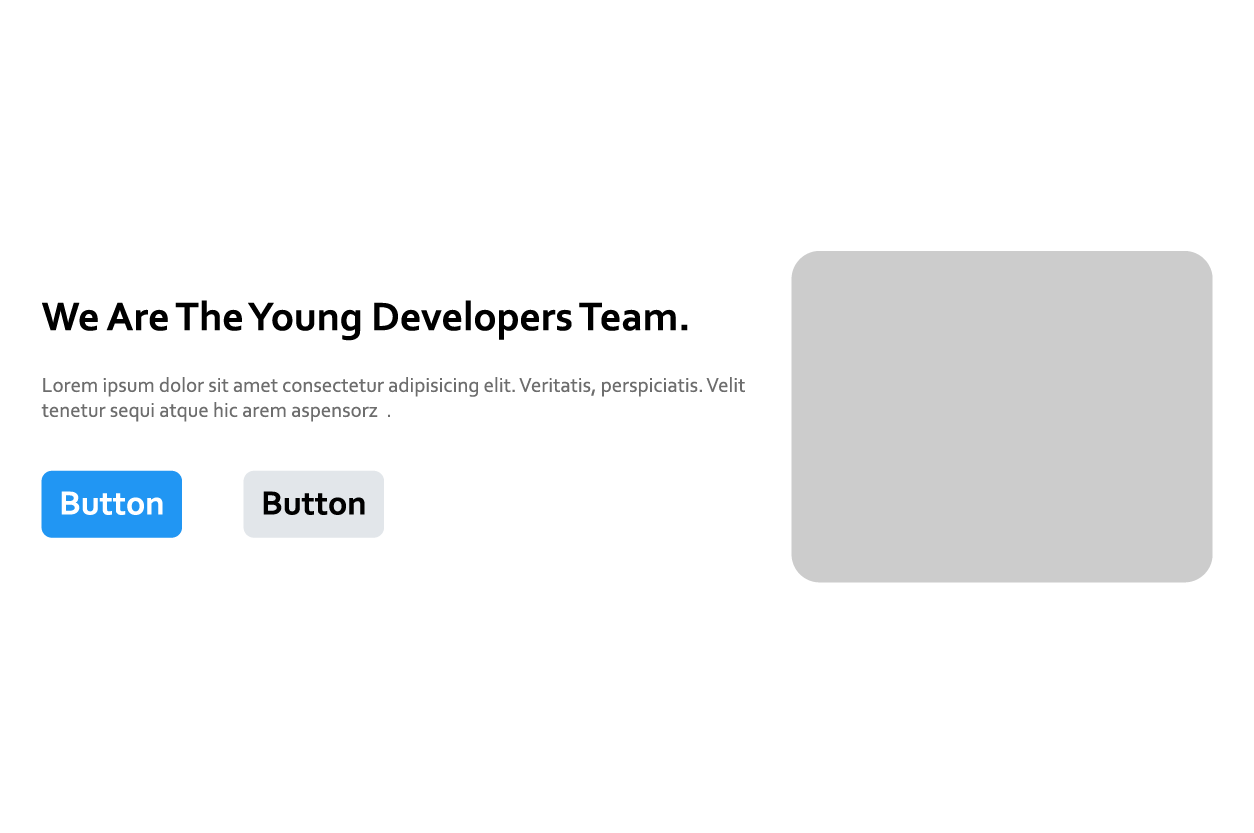 We Are The Young Developers Team.
Lorem ipsum dolor sit amet consectetur adipisicing elit. Veritatis, perspiciatis. Velit
tenetur sequi atque hic arem aspensorz .
Button Button